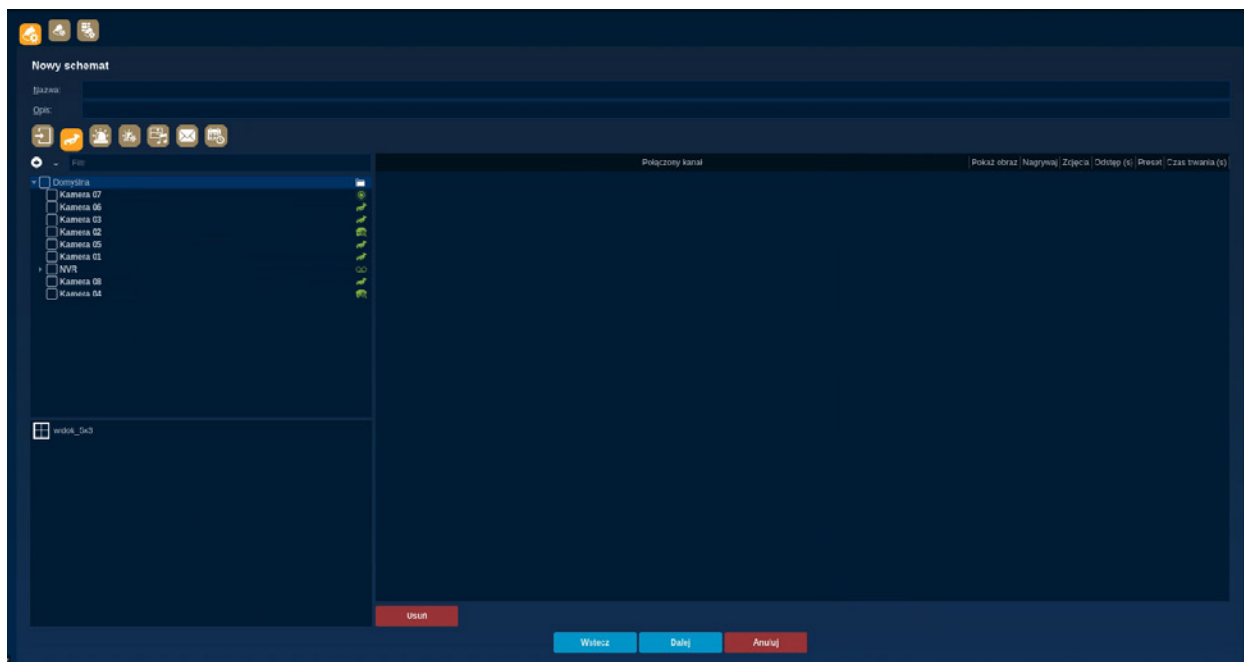 Nowy schemat
Nazwa:
Opis:
Filtr
Połączony kanał Pokaż obraz Nagrywaj Zdjęcia Odstęp (s) Preset Czas trwania (s)
Domyślna
Kamera 07
Kamera 06
Kamera 03
Kamera 02
Kamera 05
Kamera 01
NVR
Kamera 08
Kamera 04
widok_5x3
Usuń
Wstecz Dalej Anuluj